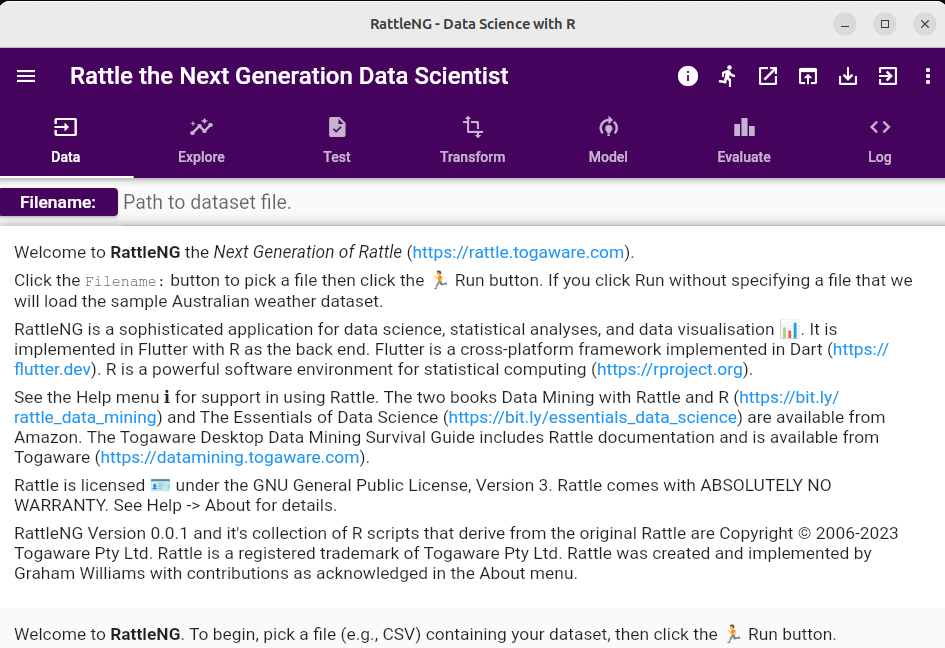 RattleNG - Data Science with R
Rattle the Next Generation Data Scientist
Data Explore Test Transform Model Evaluate Log
Filename: Path to dataset file.
Welcome to RattleNG the Next Generation of Rattle (https://rattle.togaware.com).
Click the Filename: button to pick a file then click the 🏃 Run button. If you click Run without specifying a file that we
will load the sample Australian weather dataset.
RattleNG is a sophisticated application for data science, statistical analyses, and data visualisation 📊. It is
implemented in Flutter with R as the back end. Flutter is a cross-platform framework implemented in Dart (https://
flutter.dev). R is a powerful software environment for statistical computing (https://rproject.org).
See the Help menu ℹ for support in using Rattle. The two books Data Mining with Rattle and R (https://bit.ly/
rattle_data_mining) and The Essentials of Data Science (https://bit.ly/essentials_data_science) are available from
Amazon. The Togaware Desktop Data Mining Survival Guide includes Rattle documentation and is available from
Togaware (https://datamining.togaware.com).
Rattle is licensed 🪪 under the GNU General Public License, Version 3. Rattle comes with ABSOLUTELY NO
WARRANTY. See Help -> About for details.
RattleNG Version 0.0.1 and it's collection of R scripts that derive from the original Rattle are Copyright © 2006-2023
Togaware Pty Ltd. Rattle is a registered trademark of Togaware Pty Ltd. Rattle was created and implemented by
Graham Williams with contributions as acknowledged in the About menu.
Welcome to RattleNG. To begin, pick a file (e.g., CSV) containing your dataset, then click the 🏃 Run button.